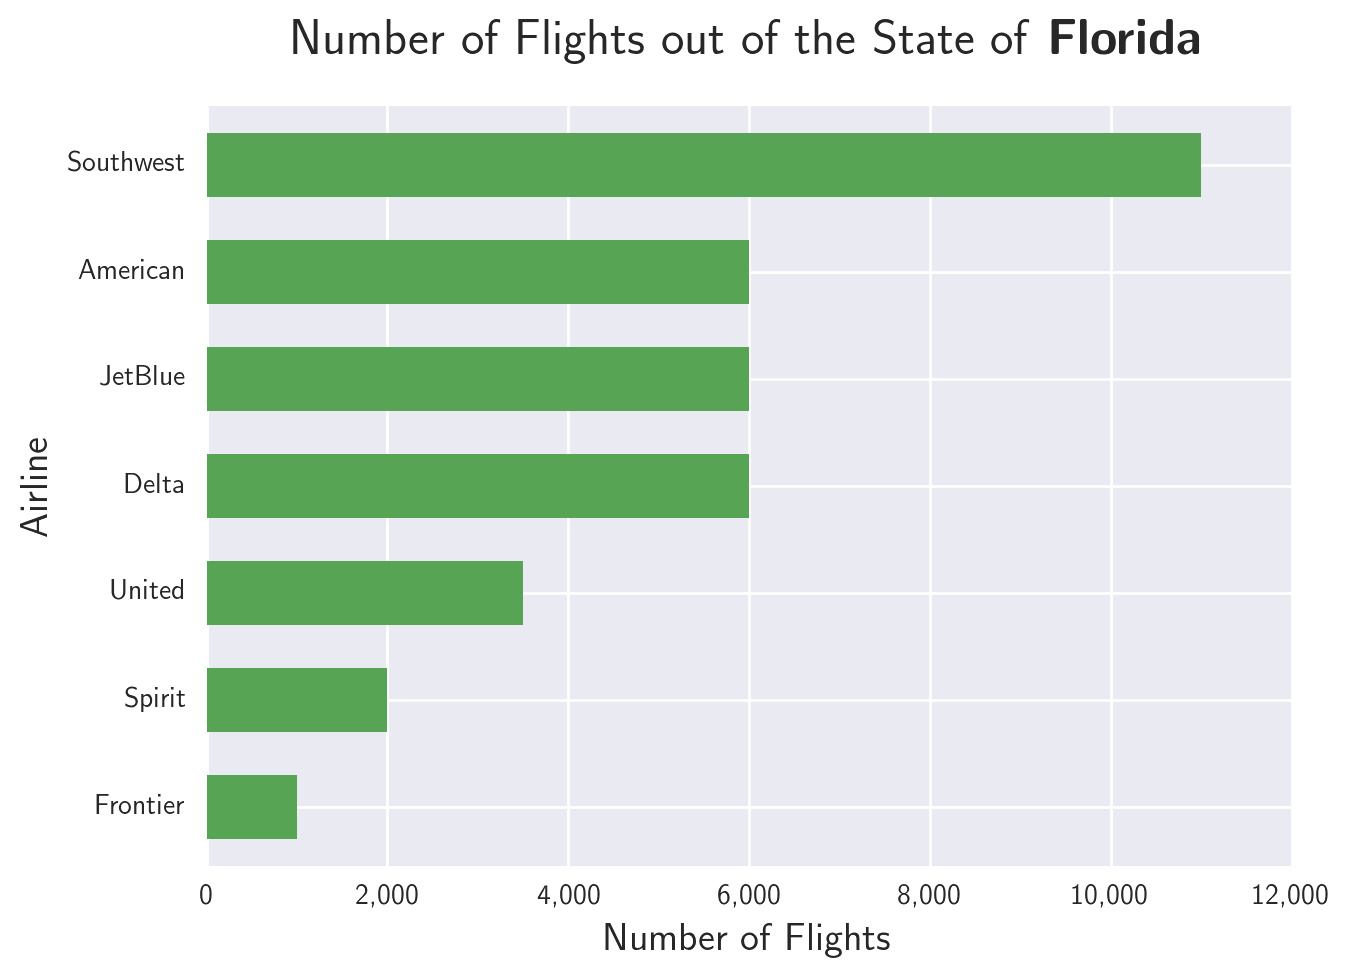 Number of Flights out of the State of Florida
Southwest
American
JetBlue
Delta
United
Spirit
Frontier
Airline
0 2,000 4,000 6,000 8,000 10,000 12,000
Number of Flights